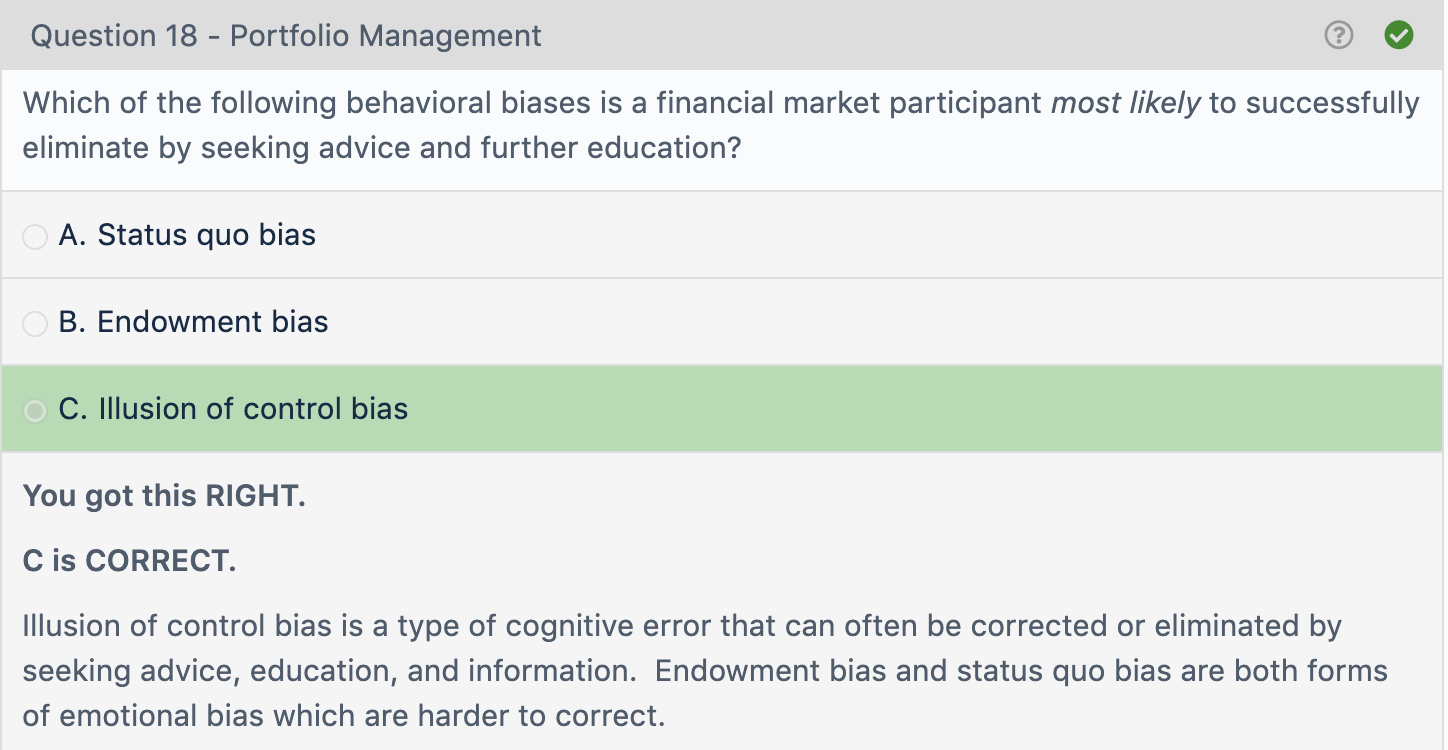 Question 18 - Portfolio Management
Which of the following behavioral biases is a financial market participant most likely to successfully
eliminate by seeking advice and further education?
A. Status quo bias
B. Endowment bias
C. Illusion of control bias
You got this RIGHT.
C is CORRECT.
Illusion of control bias is a type of cognitive error that can often be corrected or eliminated by
seeking advice, education, and information.  Endowment bias and status quo bias are both forms
of emotional bias which are harder to correct.